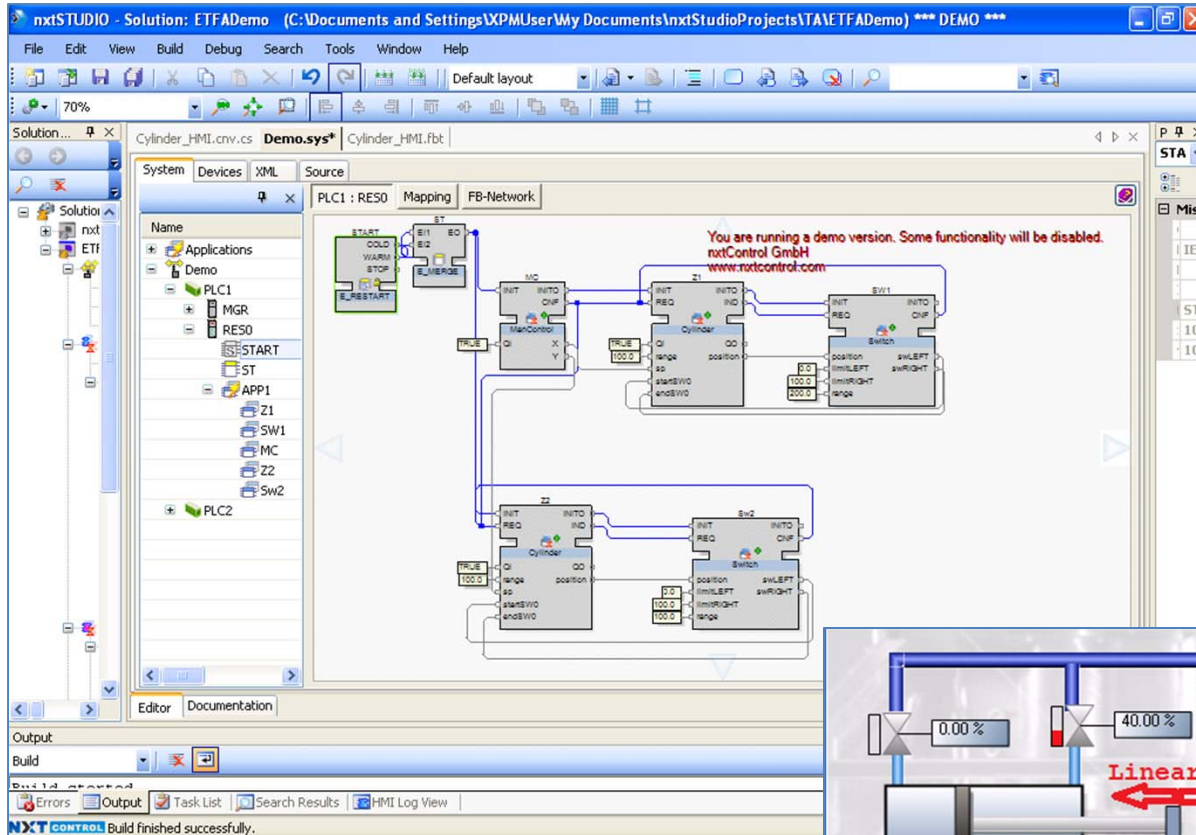 nxtSTUDIO - Solution: ETFADemo (C:\Documents and Settings\XPMUser\My Documents\nxtStudioProjects\TA\ETFADemo) *** DEMO ***
File Edit View Build Debug Search Tools Window Help
Default layout
70%
Solution...
Cylinder_HMI.cnv.cs Demo.sys* Cylinder_HMI.fbt
System Devices XML Source
PLC1 : RES0 Mapping FB-Network
STA
Mis
Solution
nxt
ETF
Name
Applications
Demo
PLC1
MGR
RES0
START
ST
APP1
Z1
SW1
MC
Z2
Sw2
PLC2
You are running a demo version. Some functionality will be disabled.
nxtControl GmbH
www.nxtcontrol.com
START
COLD
WARM
STOP
E_RESTART
ST
EI1 EO
EI2
E_MERGE
MC
INIT INITO
CNF
ManControl
TRUE QI X
Y
Z1
INIT INITO
REQ IND
Cylinder
TRUE QI QO
100.0 range position
sp
startSW0
endSW0
SW1
INIT INITO
REQ CNF
Switch
position swLEFT
0.0 limitLEFT swRIGHT
100.0 limitRIGHT
200.0 range
Z2
INIT INITO
REQ IND
Cylinder
TRUE QI QO
100.0 range position
sp
startSW0
endSW0
Sw2
INIT INITO
REQ CNF
Switch
position swLEFT
0.0 limitLEFT swRIGHT
100.0 limitRIGHT
100.0 range
Editor Documentation
Output
Build
Build started
Errors Output Task List Search Results HMI Log View
NXT CONTROL Build finished successfully.
0.00 %
40.00 %
Linear